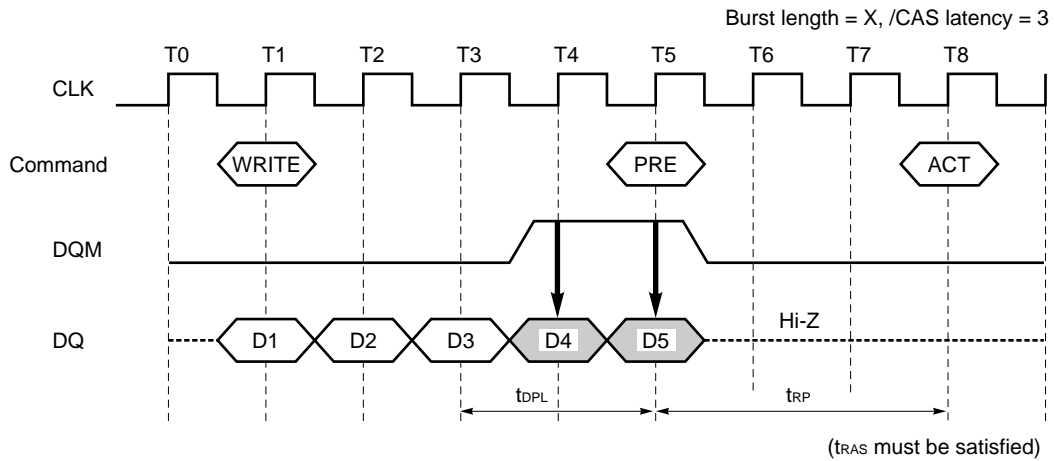 Burst length = X, /CAS latency = 3
T0 T1 T2 T3 T4 T5 T6 T7 T8
CLK
Command WRITE PRE ACT
DQM
DQ D1 D2 D3 D4 D5 Hi-Z
tDPL tRP
(tRAS must be satisfied)